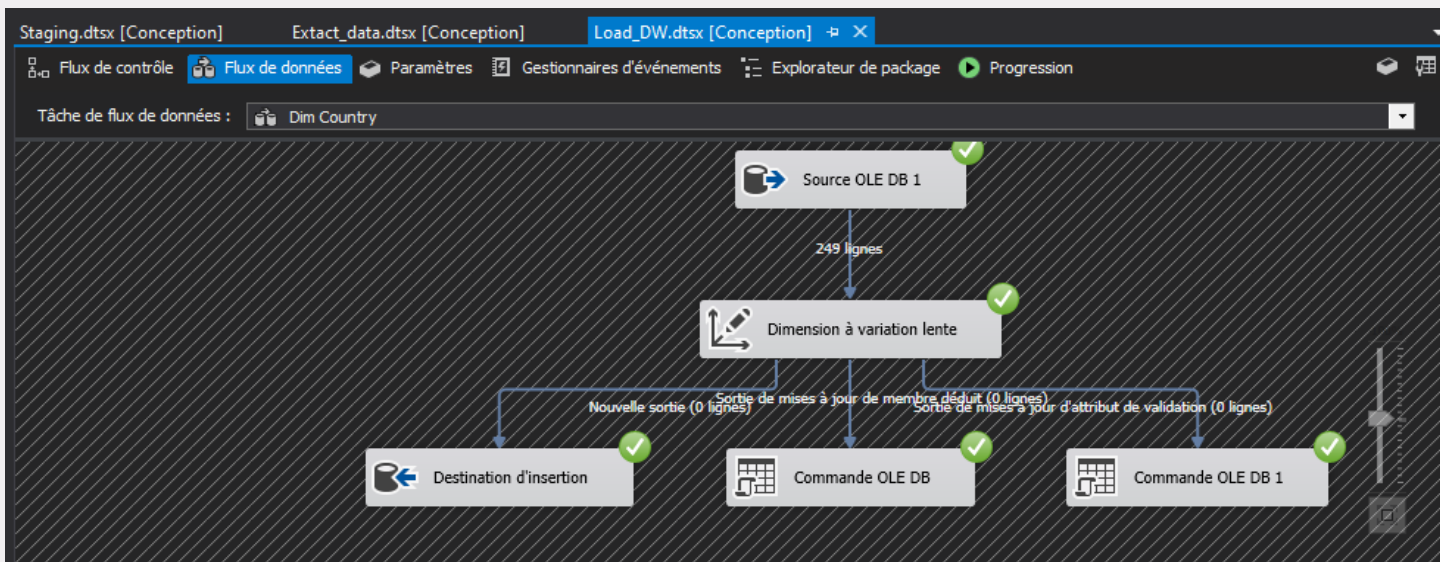 Staging.dtsx [Conception] Extact_data.dtsx [Conception] Load_DW.dtsx [Conception]
Flux de contrôle Flux de données Paramètres Gestionnaires d'événements Explorateur de package Progression
Tâche de flux de données : Dim Country
Source OLE DB 1
249 lignes
Dimension à variation lente
Nouvelle sortie (0 lignes) Sortie de mises à jour de membre déduit (0 lignes) Sortie de mises à jour d'attribut de validation (0 lignes)
Destination d'insertion Commande OLE DB Commande OLE DB 1